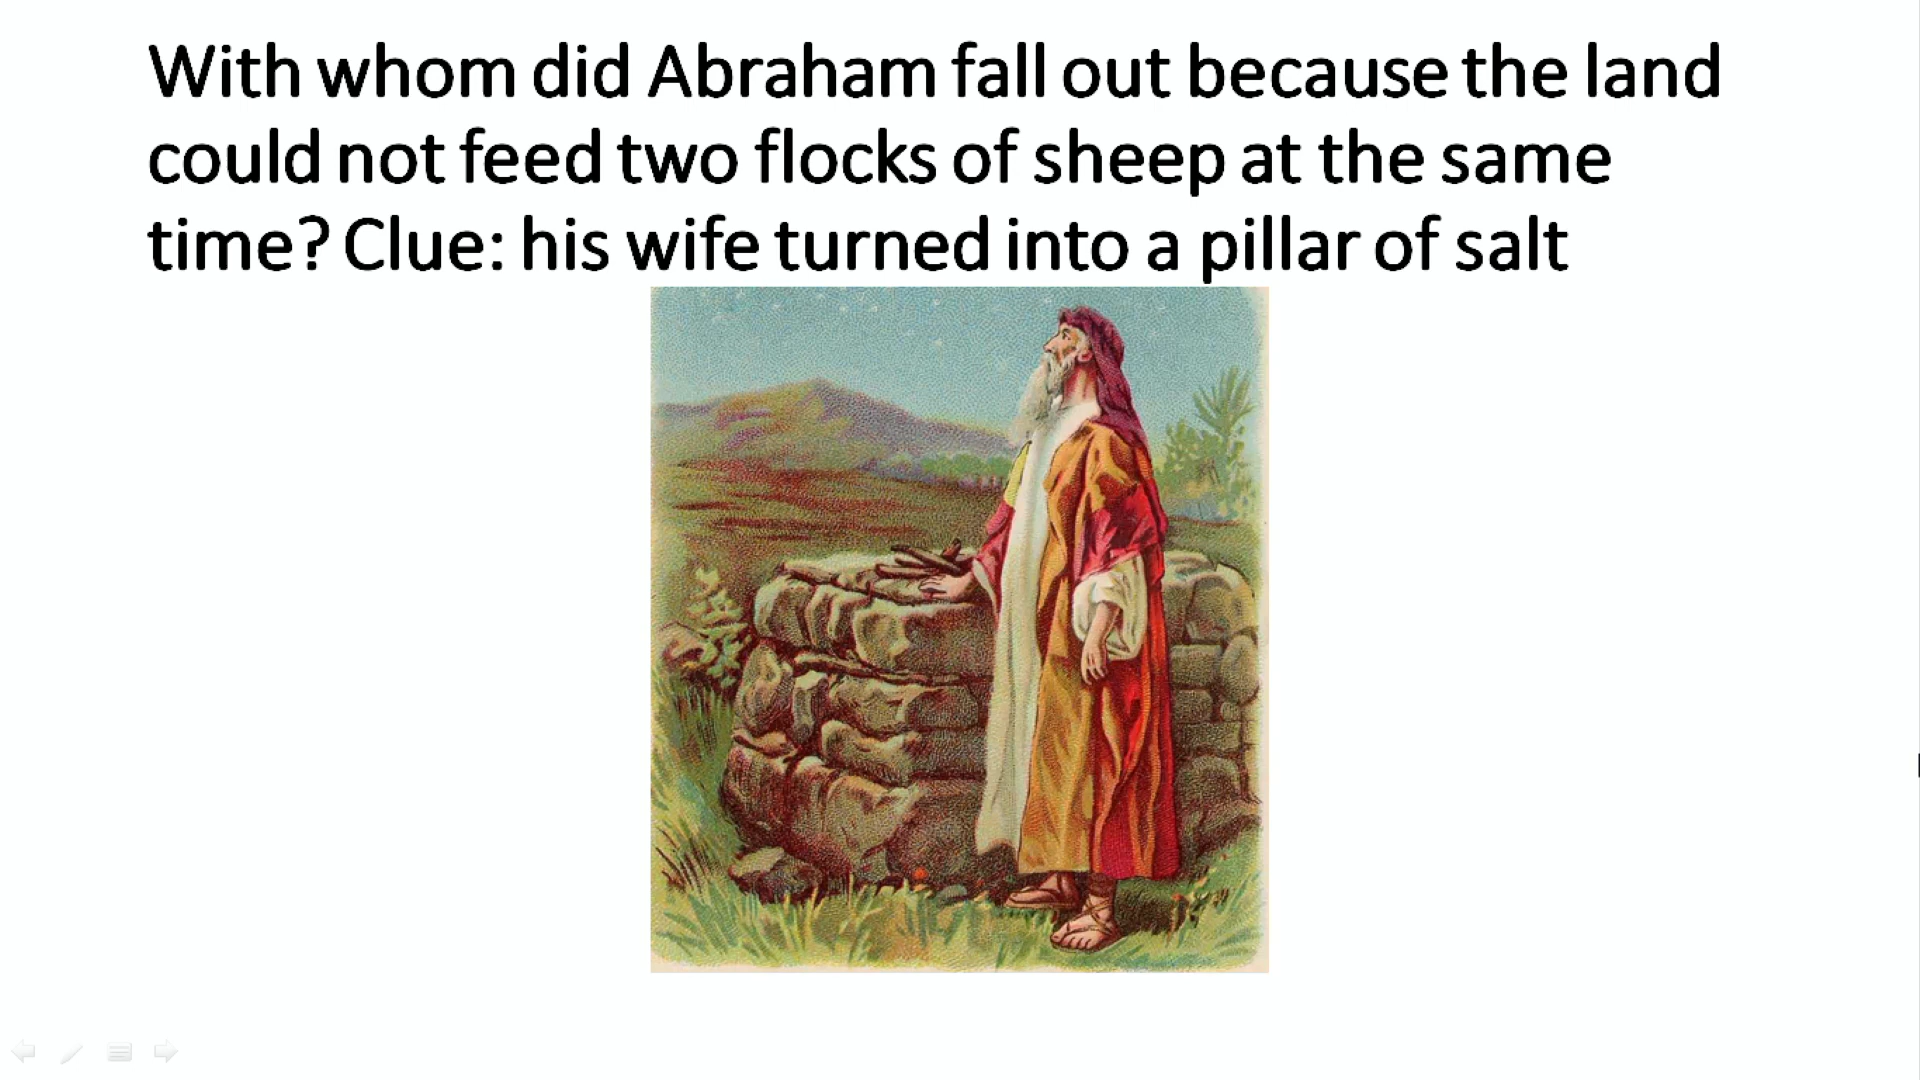 With whom did Abraham fall out because the land
could not feed two flocks of sheep at the same
time? Clue: his wife turned into a pillar of salt